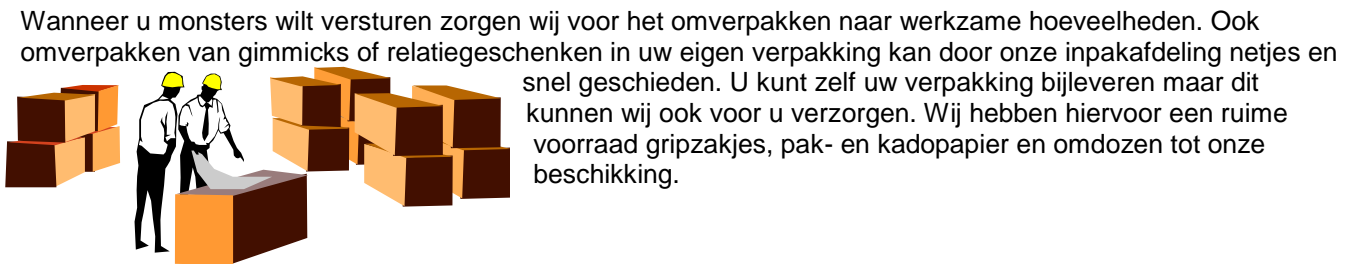 Wanneer u monsters wilt versturen zorgen wij voor het omverpakken naar werkzame hoeveelheden. Ook
omverpakken van gimmicks of relatiegeschenken in uw eigen verpakking kan door onze inpakafdeling netjes en
snel geschieden. U kunt zelf uw verpakking bijleveren maar dit
kunnen wij ook voor u verzorgen. Wij hebben hiervoor een ruime
voorraad gripzakjes, pak- en kadopapier en omdozen tot onze
beschikking.